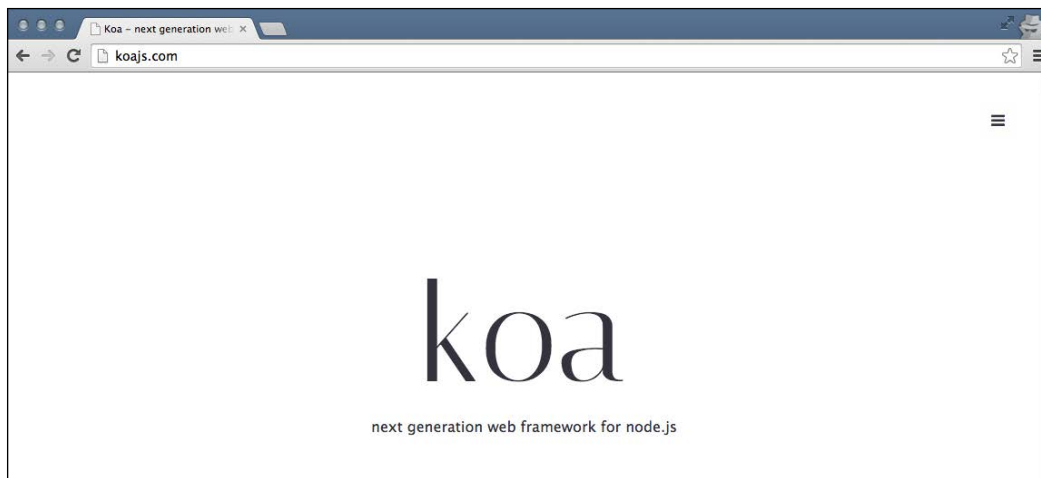 Koa – next generation web
koajs.com
koa
next generation web framework for node.js